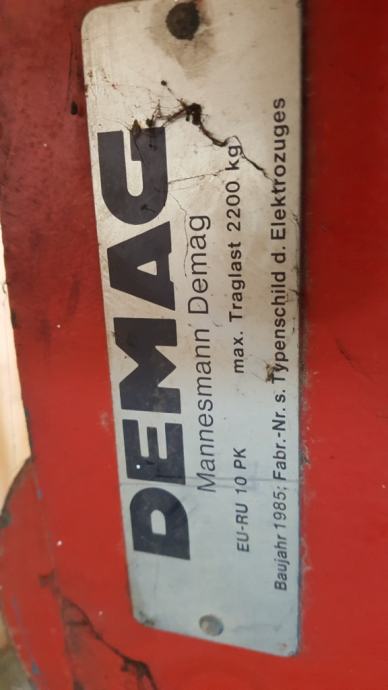 DEMAG
Mannesmann Demag
EU-RU 10 PK max. Traglast 2200 kg
Baujahr 1985; Fabr.-Nr. s. Typenschild d. Elektrozuges